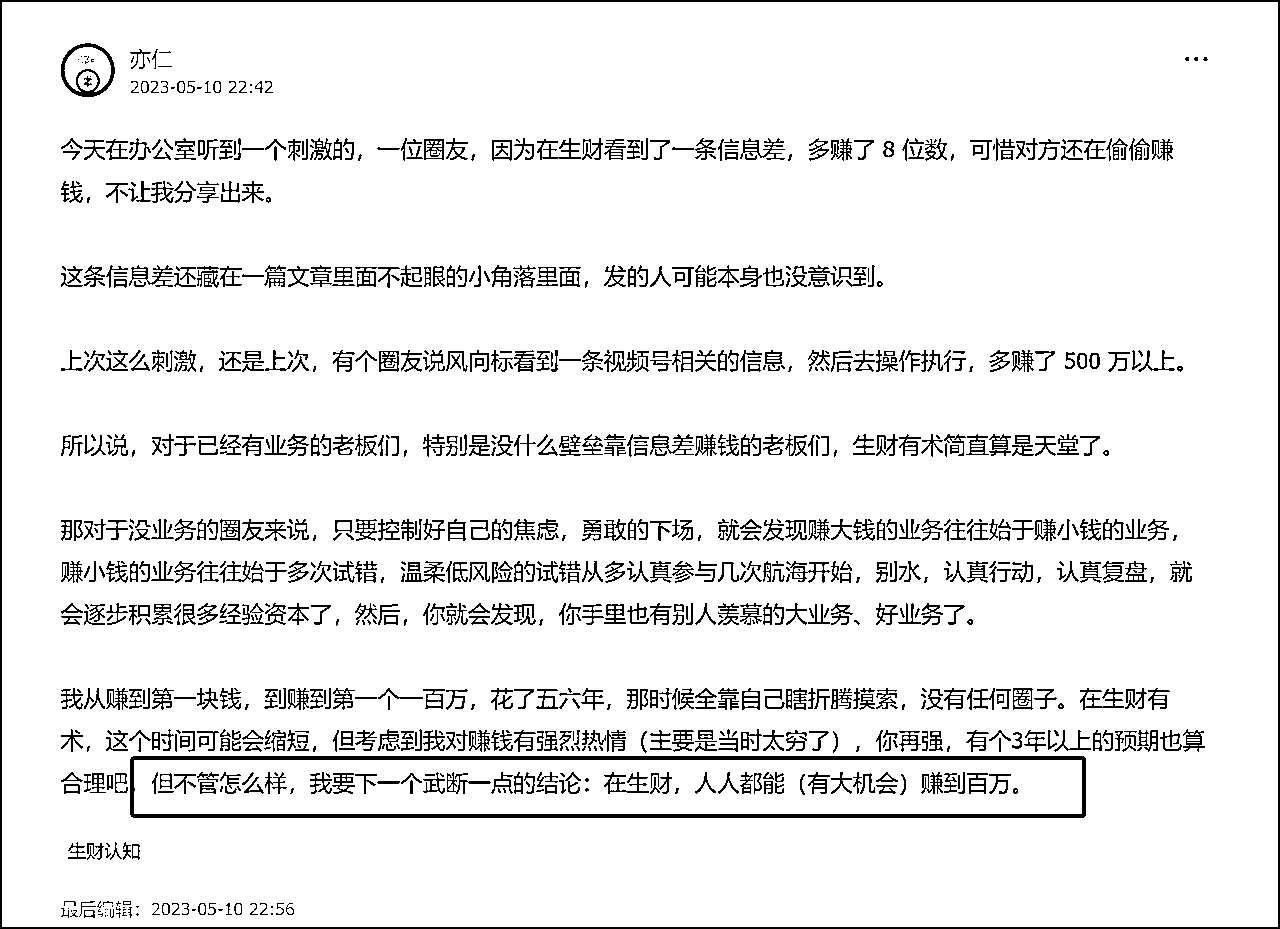 亦仁
2023-05-10 22:42
今天在办公室听到一个刺激的，一位圈友，因为在生财看到了一条信息差，多赚了 8 位数，可惜对方还在偷偷赚
钱，不让我分享出来。
这条信息差还藏在一篇文章里面不起眼的小角落里面，发的人可能本身也没意识到。
上次这么刺激，还是上次，有个圈友说风向标看到一条视频号相关的信息，然后去操作执行，多赚了 500 万以上。
所以说，对于已经有业务的老板们，特别是没什么壁垒靠信息差赚钱的老板们，生财有术简直算是天堂了。
那对于没业务的圈友来说，只要控制好自己的焦虑，勇敢的下场，就会发现赚大钱的业务往往始于赚小钱的业务，
赚小钱的业务往往始于多次试错，温柔低风险的试错从多认真参与几次航海开始，别水，认真行动，认真复盘，就
会逐步积累很多经验资本了，然后，你就会发现，你手里也有别人羡慕的大业务、好业务了。
我从赚到第一块钱，到赚到第一个一百万，花了五六年，那时候全靠自己瞎折腾摸索，没有任何圈子。在生财有
术，这个时间可能会缩短，但考虑到我对赚钱有强烈热情（主要是当时太穷了），你再强，有个3年以上的预期也算
合理吧，但不管怎么样，我要下一个武断一点的结论：在生财，人人都能（有大机会）赚到百万。
生财认知
最后编辑：2023-05-10 22:56